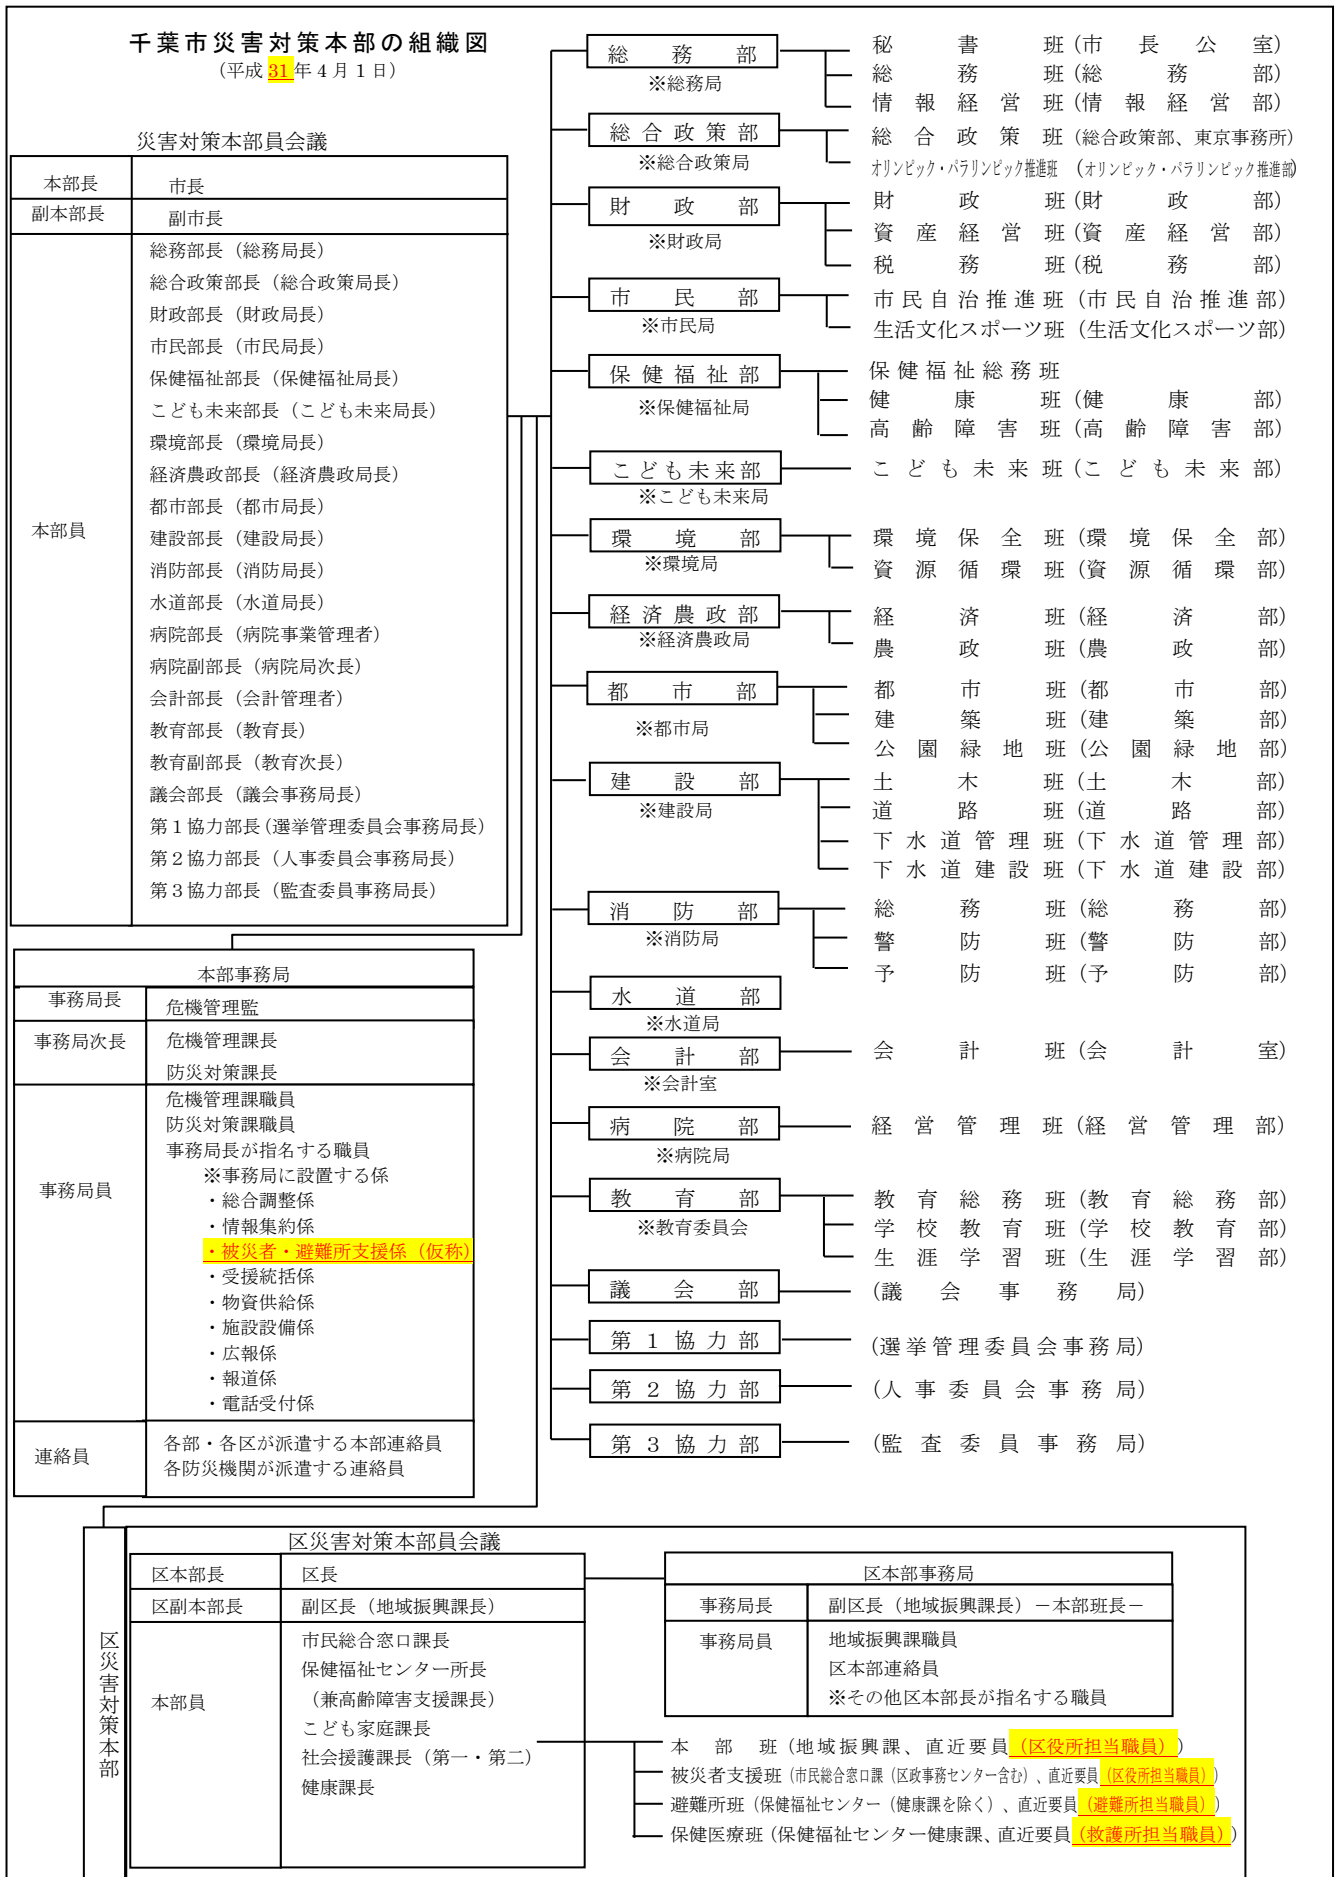 千葉市災害対策本部の組織図
（平成31年4月1日）
災害対策本部員会議
本部長 市長
副本部長 副市長
本部員
総務部長（総務局長）
総合政策部長（総合政策局長）
財政部長（財政局長）
市民部長（市民局長）
保健福祉部長（保健福祉局長）
こども未来部長（こども未来局長）
環境部長（環境局長）
経済農政部長（経済農政局長）
都市部長（都市局長）
建設部長（建設局長）
消防部長（消防局長）
水道部長（水道局長）
病院部長（病院事業管理者）
病院副部長（病院局次長）
会計部長（会計管理者）
教育部長（教育長）
教育副部長（教育次長）
議会部長（議会事務局長）
第1協力部長（選挙管理委員会事務局長）
第2協力部長（人事委員会事務局長）
第3協力部長（監査委員事務局長）
本部事務局
事務局長 危機管理監
事務局次長 危機管理課長
防災対策課長
事務局員
危機管理課職員
防災対策課職員
事務局長が指名する職員
※事務局に設置する係
・総合調整係
・情報集約係
・被災者・避難所支援係（仮称）
・受援統括係
・物資供給係
・施設設備係
・広報係
・報道係
・電話受付係
連絡員
各部・各区が派遣する本部連絡員
各防災機関が派遣する連絡員
総務部
※総務局
秘書班（市長公室）
総務班（総務部）
情報経営班（情報経営部）
総合政策部
※総合政策局
総合政策班（総合政策部、東京事務所）
オリンピック・パラリンピック推進班（オリンピック・パラリンピック推進部）
財政部
※財政局
財政班（財政部）
資産経営班（資産経営部）
税務班（税務部）
市民部
※市民局
市民自治推進班（市民自治推進部）
生活文化スポーツ班（生活文化スポーツ部）
保健福祉部
※保健福祉局
保健福祉総務班
健康班（健康部）
高齢障害班（高齢障害部）
こども未来部
※こども未来局
こども未来班（こども未来部）
環境部
※環境局
環境保全班（環境保全部）
資源循環班（資源循環部）
経済農政部
※経済農政局
経済班（経済部）
農政班（農政部）
都市部
※都市局
都市班（都市部）
建築班（建築部）
公園緑地班（公園緑地部）
建設部
※建設局
土木班（土木部）
道路班（道路部）
下水道管理班（下水道管理部）
下水道建設班（下水道建設部）
消防部
※消防局
総務班（総務部）
警防班（警防部）
予防班（予防部）
水道部
※水道局
会計部
※会計室
会計班（会計室）
病院部
※病院局
経営管理班（経営管理部）
教育部
※教育委員会
教育総務班（教育総務部）
学校教育班（学校教育部）
生涯学習班（生涯学習部）
議会部
（議会事務局）
第1協力部
（選挙管理委員会事務局）
第2協力部
（人事委員会事務局）
第3協力部
（監査委員事務局）
区災害対策本部
区災害対策本部員会議
区本部長 区長
区副本部長 副区長（地域振興課長）
本部員
市民総合窓口課長
保健福祉センター所長
（兼高齢障害支援課長）
こども家庭課長
社会援護課長（第一・第二）
健康課長
区本部事務局
事務局長 副区長（地域振興課長）－本部班長－
事務局員 地域振興課職員
区本部連絡員
※その他区本部長が指名する職員
本部班（地域振興課、直近要員（区役所担当職員））
被災者支援班（市民総合窓口課（区政事務センター含む）、直近要員（区役所担当職員））
避難所班（保健福祉センター（健康課を除く）、直近要員（避難所担当職員））
保健医療班（保健福祉センター健康課、直近要員（救護所担当職員））